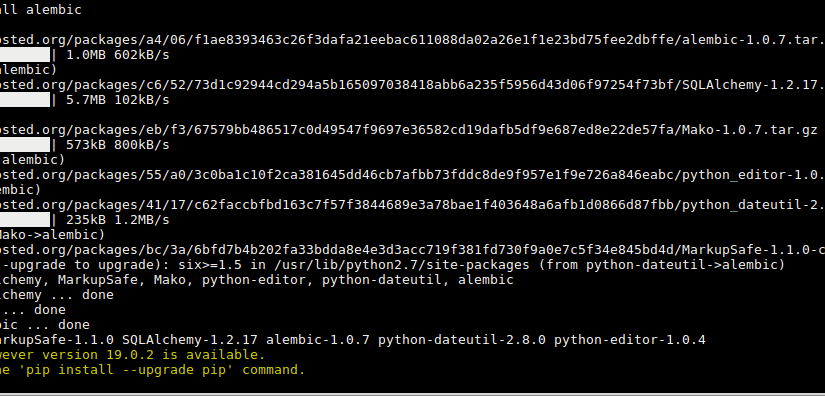 all alembic
osted.org/packages/a4/06/f1ae8393463c26f3dafa21eebac611088da02a26e1f1e23bd75fee2dbffe/alembic-1.0.7.tar.
| 1.0MB 602kB/s
alembic)
osted.org/packages/c6/52/73d1c92944cd294a5b165097038418abb6a235f5956d43d06f97254f73bf/SQLAlchemy-1.2.17.
| 5.7MB 102kB/s
osted.org/packages/eb/f3/67579bb486517c0d49547f9697e36582cd19dafb5df9e687ed8e22de57fa/Mako-1.0.7.tar.gz
| 573kB 800kB/s
alembic)
osted.org/packages/55/a0/3c0ba1c10f2ca381645dd46cb7afbb73fddc8de9f957e1f9e726a846eabc/python_editor-1.0.
embic)
osted.org/packages/41/17/c62faccbfbd163c7f57f3844689e3a78bae1f403648a6afb1d0866d87fbb/python_dateutil-2.
| 235kB 1.2MB/s
Mako->alembic)
osted.org/packages/bc/3a/6bfd7b4b202fa33bdda8e4e3d3acc719f381fd730f9a0e7c5f34e845bd4d/MarkupSafe-1.1.0-c
-upgrade to upgrade): six>=1.5 in /usr/lib/python2.7/site-packages (from python-dateutil->alembic)
lchemy, MarkupSafe, Mako, python-editor, python-dateutil, alembic
lchemy ... done
... done
bic ... done
arkupSafe-1.1.0 SQLAlchemy-1.2.17 alembic-1.0.7 python-dateutil-2.8.0 python-editor-1.0.4
wever version 19.0.2 is available.
he 'pip install --upgrade pip' command.